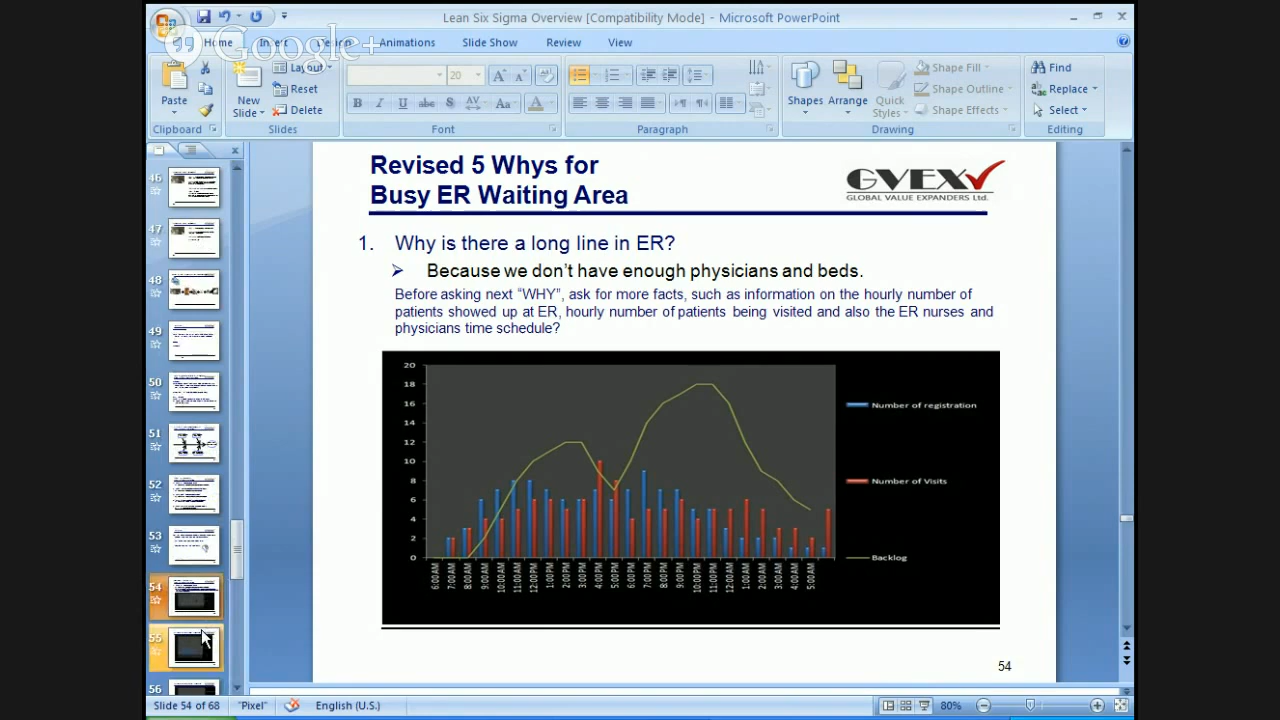 Lean Six Sigma Overview [Compatibility Mode] - Microsoft PowerPoint
Google+
Home Insert Design Animations Slide Show Review View
Paste
Clipboard
New
Slide
Layout
Reset
Delete
Slides
20
B I U abc S AV Aa A
Font
Paragraph
Shapes Arrange Quick
Styles
Shape Fill
Shape Outline
Shape Effects
Drawing
Find
Replace
Select
Editing
46
47
48
49
50
51
52
53
54
55
56
Revised 5 Whys for
Busy ER Waiting Area
GVEX
GLOBAL VALUE EXPANDERS Ltd.
1. Why is there a long line in ER?
➢ Because we don't have enough physicians and beds.
Before asking next “WHY”, ask for more facts, such as information on the hourly number of
patients showed up at ER, hourly number of patients being visited and also the ER nurses and
physicians time schedule?
20
18
16
14
12
10
8
6
4
2
0
6:00 AM 7:00 AM 8:00 AM 9:00 AM 10:00 AM 11:00 AM 12:00 PM 1:00 PM 2:00 PM 3:00 PM 4:00 PM 5:00 PM 6:00 PM 7:00 PM 8:00 PM 9:00 PM 10:00 PM 11:00 PM 12:00 AM 1:00 AM 2:00 AM 3:00 AM 4:00 AM 5:00 AM
Number of registration
Number of Visits
Backlog
54
Slide 54 of 68 "Pixel" English (U.S.) 80%